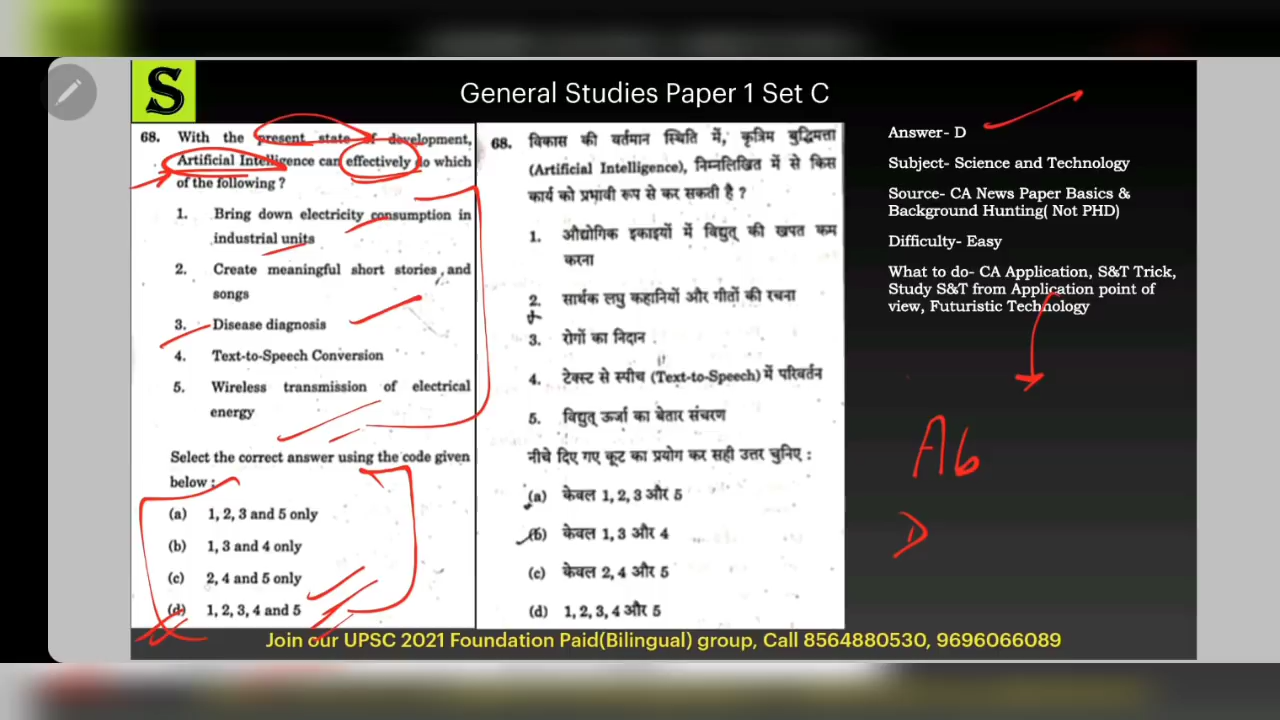 S
General Studies Paper 1 Set C
68. With the present state of development,
Artificial Intelligence can effectively do which
of the following ?
1. Bring down electricity consumption in
industrial units
2. Create meaningful short stories and
songs
3. Disease diagnosis
4. Text-to-Speech Conversion
5. Wireless transmission of electrical
energy
Select the correct answer using the code given
below :
(a) 1, 2, 3 and 5 only
(b) 1, 3 and 4 only
(c) 2, 4 and 5 only
(d) 1, 2, 3, 4 and 5
68. विकास की वर्तमान स्थिति में, कृत्रिम बुद्धिमत्ता
(Artificial Intelligence), निम्नलिखित में से किस
कार्य को प्रभावी रूप से कर सकती है ?
1. औद्योगिक इकाइयों में विद्युत् की खपत कम
करना
2. सार्थक लघु कहानियों और गीतों की रचना
3. रोगों का निदान
4. टेक्स्ट से स्पीच (Text-to-Speech) में परिवर्तन
5. विद्युत् ऊर्जा का बेतार संचरण
नीचे दिए गए कूट का प्रयोग कर सही उत्तर चुनिए :
(a) केवल 1, 2, 3 और 5
(b) केवल 1, 3 और 4
(c) केवल 2, 4 और 5
(d) 1, 2, 3, 4 और 5
Answer- D
Subject- Science and Technology
Source- CA News Paper Basics &
Background Hunting( Not PHD)
Difficulty- Easy
What to do- CA Application, S&T Trick,
Study S&T from Application point of
view, Futuristic Technology
D
Join our UPSC 2021 Foundation Paid(Bilingual) group, Call 8564880530, 9696066089